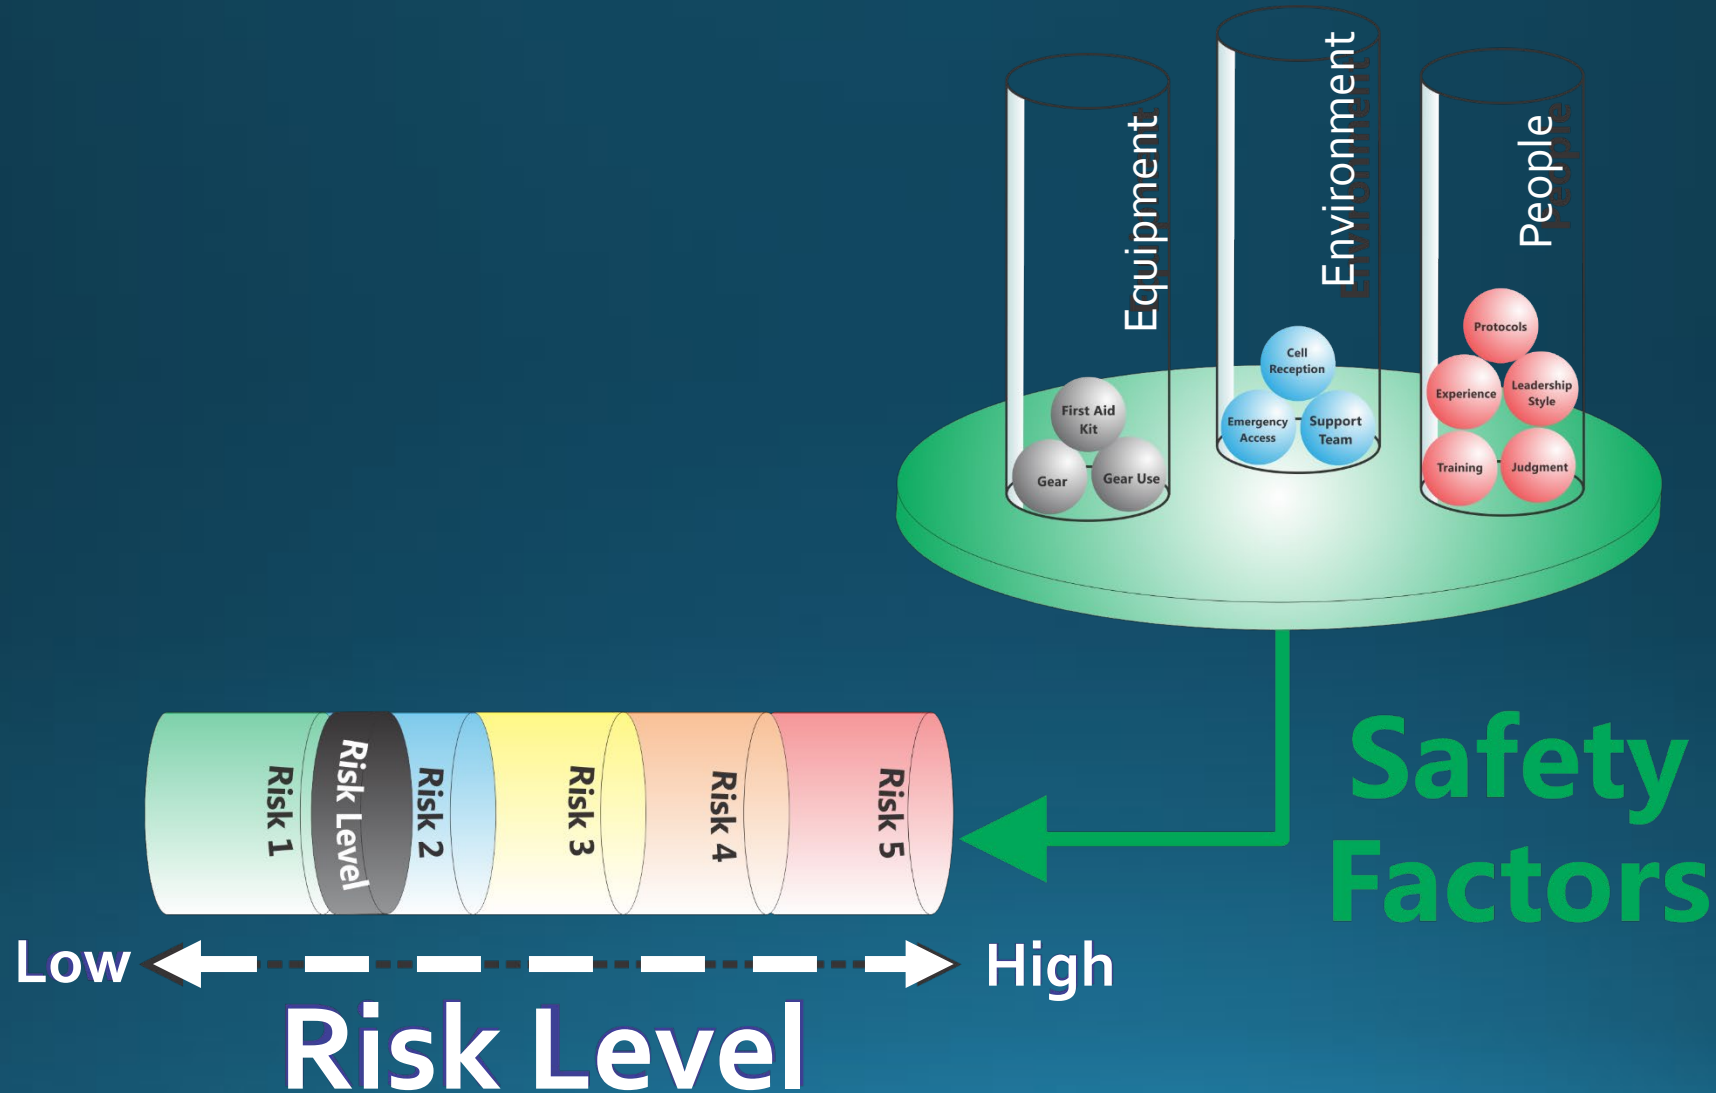 Equipment
Environment
People
First Aid
Kit
Gear
Gear Use
Cell
Reception
Emergency
Access
Support
Team
Protocols
Experience
Leadership
Style
Training
Judgment
Safety
Factors
Risk 1
Risk Level
Risk 2
Risk 3
Risk 4
Risk 5
Low
High
Risk Level